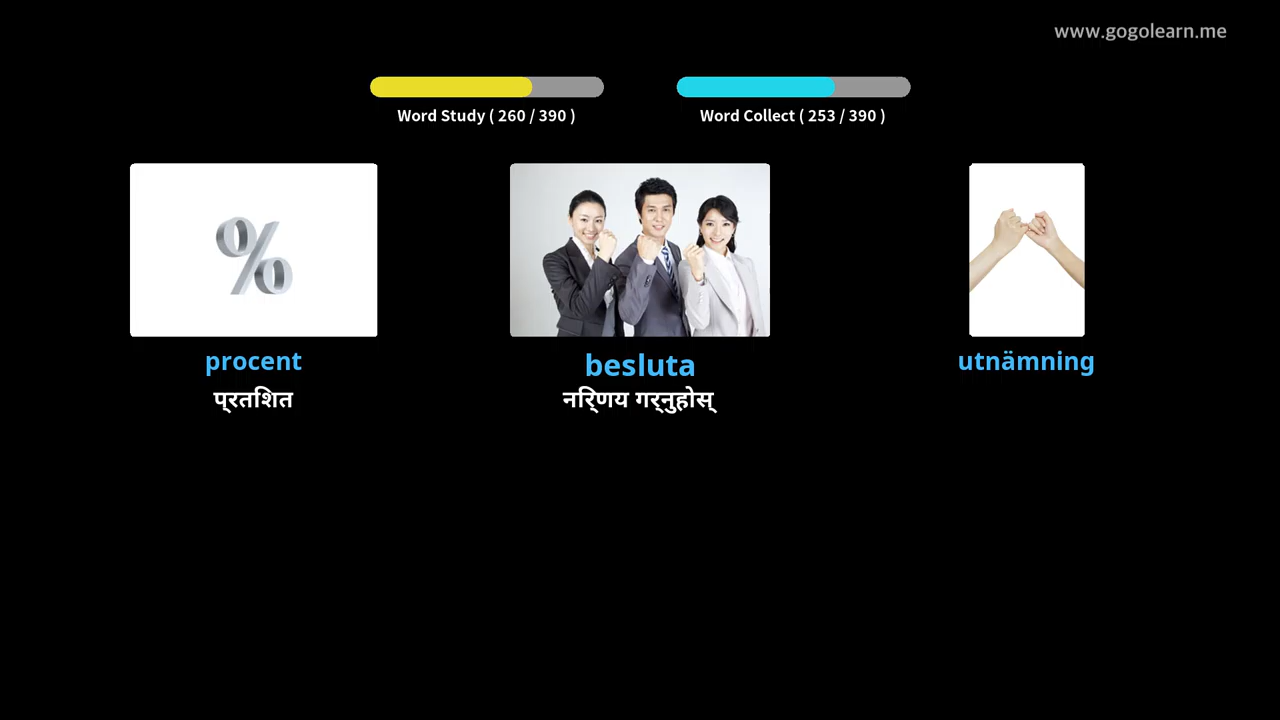 www.gogolearn.me
Word Study ( 260 / 390 )
Word Collect ( 253 / 390 )
%
procent
besluta
utnämning
प्रतिशत
निर्णय गर्नुहोस्